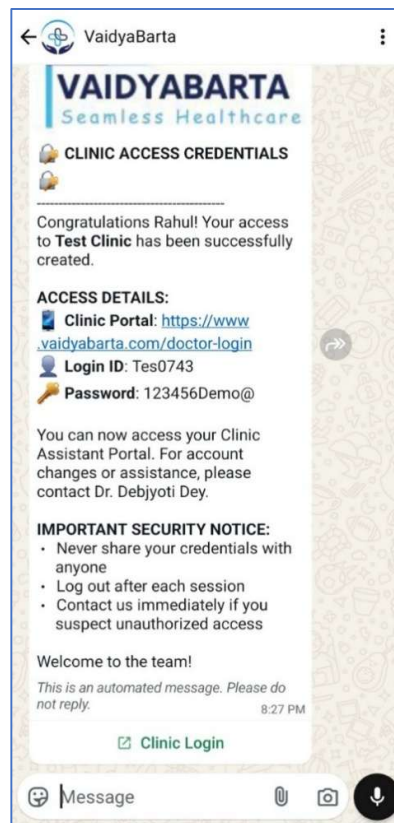 VaidyaBarta
VAIDYABARTA
Seamless Healthcare
🔐 CLINIC ACCESS CREDENTIALS
🔐
----------------------------------------
Congratulations Rahul! Your access
to Test Clinic has been successfully
created.
ACCESS DETAILS:
📱 Clinic Portal: https://www
.vaidyabarta.com/doctor-login
👤 Login ID: Tes0743
🔑 Password: 123456Demo@
You can now access your Clinic
Assistant Portal. For account
changes or assistance, please
contact Dr. Debjyoti Dey.
IMPORTANT SECURITY NOTICE:
• Never share your credentials with
anyone
• Log out after each session
• Contact us immediately if you
suspect unauthorized access
Welcome to the team!
This is an automated message. Please do
not reply.
8:27 PM
Clinic Login
Message